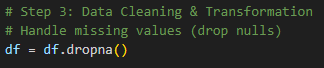 # Step 3: Data Cleaning & Transformation
# Handle missing values (drop nulls)
df = df.dropna()